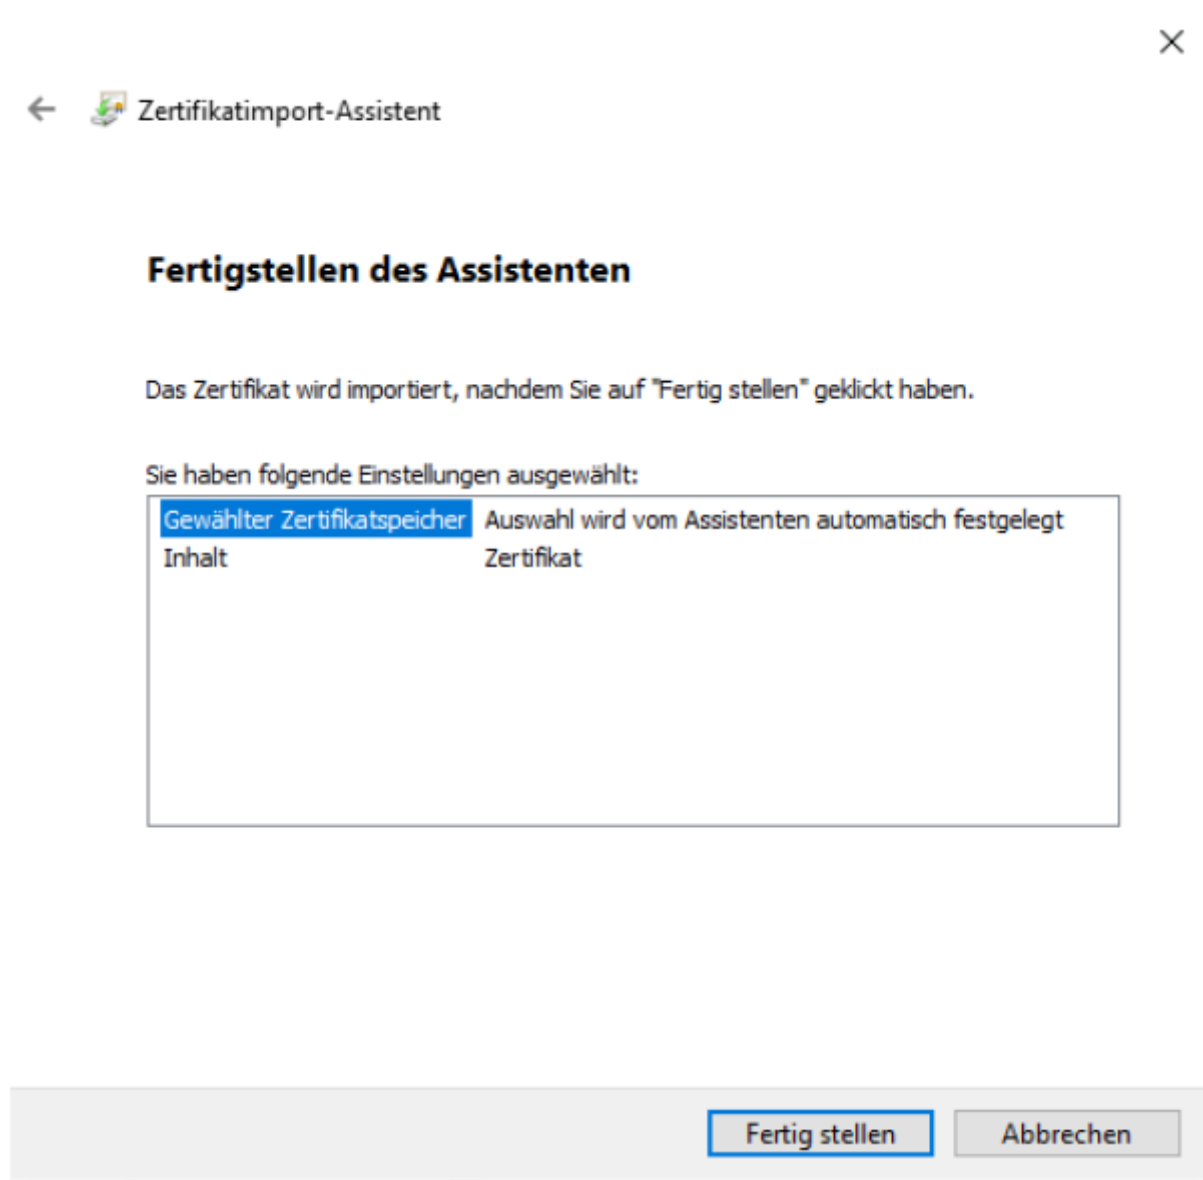 Zertifikatimport-Assistent
Fertigstellen des Assistenten
Das Zertifikat wird importiert, nachdem Sie auf "Fertig stellen" geklickt haben.
Sie haben folgende Einstellungen ausgewählt:
Gewählter Zertifikatspeicher Auswahl wird vom Assistenten automatisch festgelegt
Inhalt Zertifikat
Fertig stellen Abbrechen